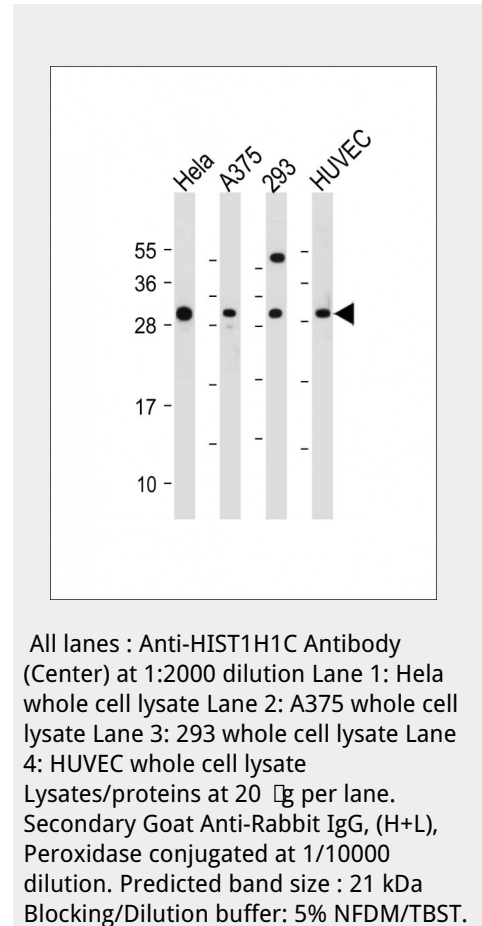 Hela A375 293 HUVEC
55
36
28
17
10
All lanes : Anti-HIST1H1C Antibody
(Center) at 1:2000 dilution Lane 1: Hela
whole cell lysate Lane 2: A375 whole cell
lysate Lane 3: 293 whole cell lysate Lane
4: HUVEC whole cell lysate
Lysates/proteins at 20 □g per lane.
Secondary Goat Anti-Rabbit IgG, (H+L),
Peroxidase conjugated at 1/10000
dilution. Predicted band size : 21 kDa
Blocking/Dilution buffer: 5% NFDM/TBST.